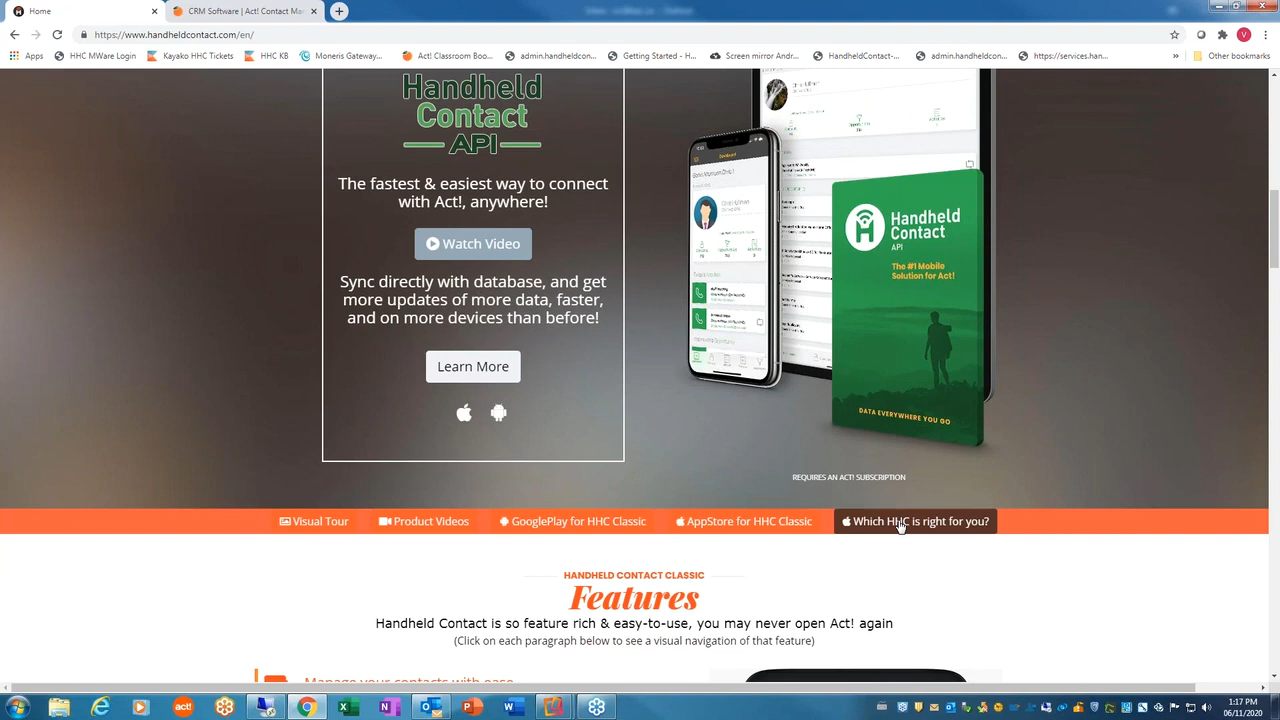 Home
CRM Software | Act! Contact Ma
https://www.handheldcontact.com/en/
V
Apps
HHC MWare Login
Kayako HHC Tickets
HHC KB
Moneris Gateway...
Act! Classroom Boo...
admin.handheldcon...
Getting Started - H...
Screen mirror Andr...
HandheldContact-...
admin.handheldcon...
https://services.han...
»
Other bookmarks
Handheld
Contact
API
The fastest & easiest way to connect
with Act!, anywhere!
Watch Video
Sync directly with database, and get
more updates of more data, faster,
and on more devices than before!
Learn More
Handheld
Contact
API
The #1 Mobile
Solution for Act!
DATA EVERYWHERE YOU GO
REQUIRES AN ACT! SUBSCRIPTION
Visual Tour
Product Videos
GooglePlay for HHC Classic
AppStore for HHC Classic
Which HHC is right for you?
HANDHELD CONTACT CLASSIC
Features
Handheld Contact is so feature rich & easy-to-use, you may never open Act! again
(Click on each paragraph below to see a visual navigation of that feature)
Manage your contacts with ease
act!
1:17 PM
06/11/2020